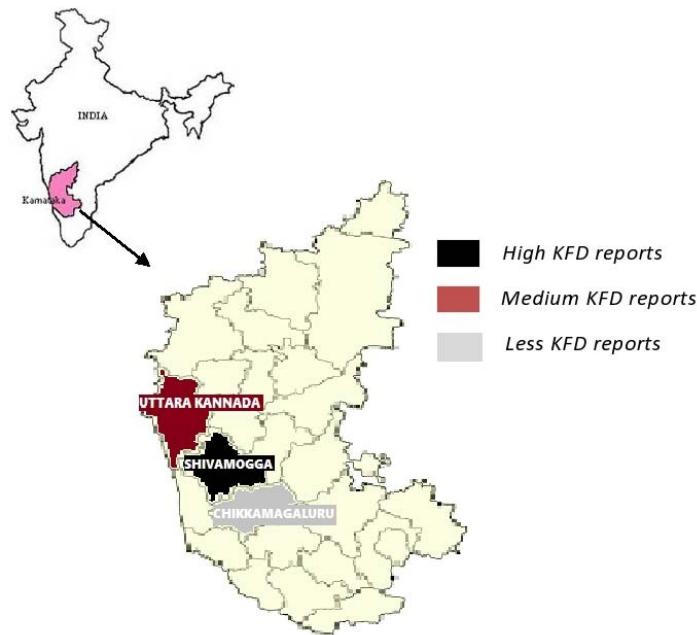 INDIA
Karnataka
High KFD reports
Medium KFD reports
Less KFD reports
UTTARA KANNADA
SHIVAMOGGA
CHIKKAMAGALURU